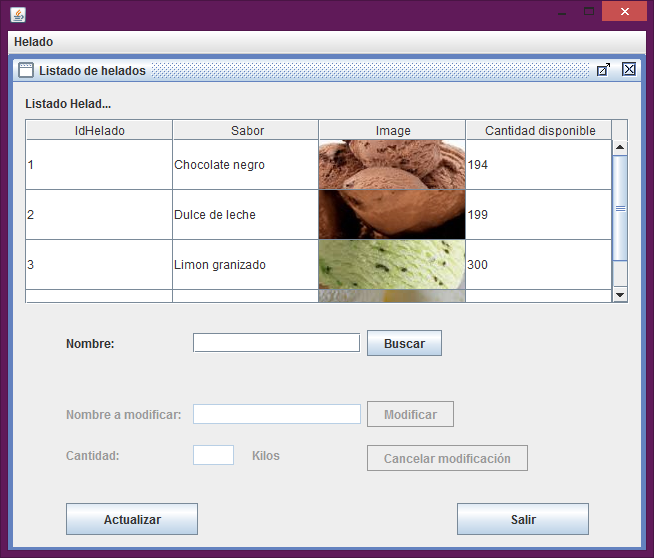 Helado
Listado de helados
Listado Helad...
IdHelado Sabor Image Cantidad disponible
1 Chocolate negro 194
2 Dulce de leche 199
3 Limon granizado 300
Nombre: Buscar
Nombre a modificar: Modificar
Cantidad: Kilos Cancelar modificación
Actualizar Salir